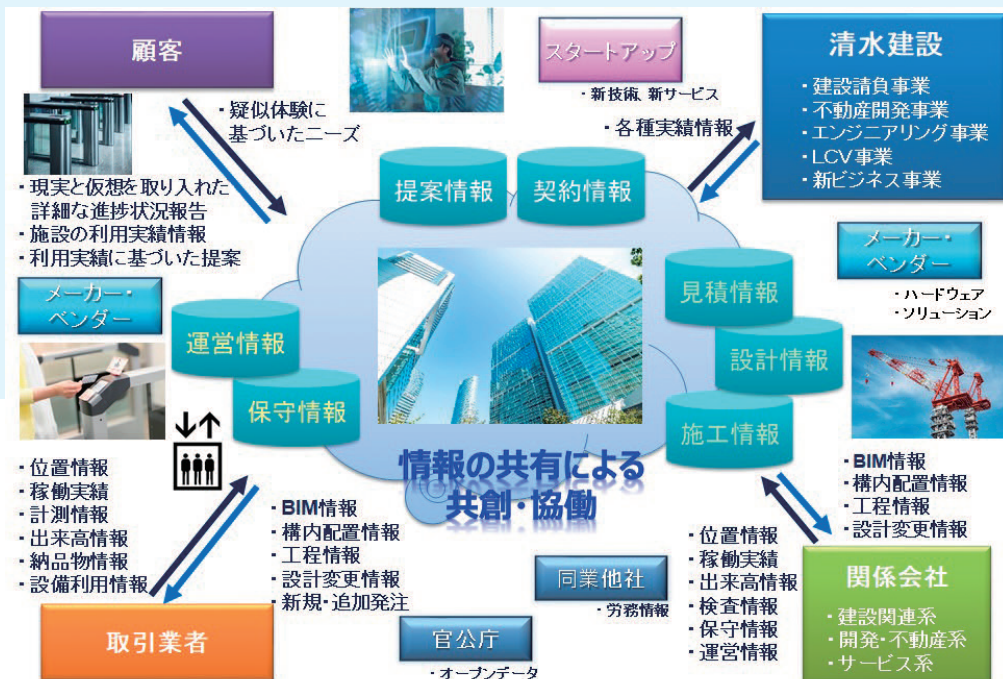 顧客
・疑似体験に
基づいたニーズ
・現実と仮想を取り入れた
詳細な進捗状況報告
・施設の利用実績情報
・利用実績に基づいた提案
スタートアップ
・新技術、新サービス
・各種実績情報
清水建設
・建設請負事業
・不動産開発事業
・エンジニアリング事業
・LCV事業
・新ビジネス事業
提案情報
契約情報
メーカー・
ベンダー
・ハードウェア
・ソリューション
メーカー・
ベンダー
運営情報
保守情報
見積情報
設計情報
施工情報
情報の共有による
共創・協働
・位置情報
・稼働実績
・計測情報
・出来高情報
・納品物情報
・設備利用情報
・BIM情報
・構内配置情報
・工程情報
・設計変更情報
・新規・追加発注
取引業者
官公庁
・オープンデータ
同業他社
・労務情報
・位置情報
・稼働実績
・出来高情報
・検査情報
・保守情報
・運営情報
・BIM情報
・構内配置情報
・工程情報
・設計変更情報
関係会社
・建設関連系
・開発・不動産系
・サービス系